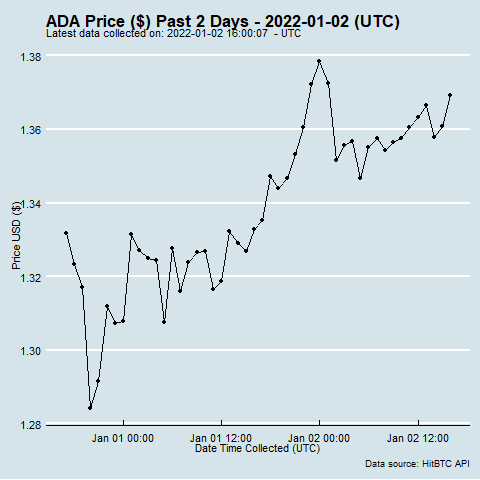 ADA Price ($) Past 2 Days - 2022-01-02 (UTC)
Latest data collected on: 2022-01-02 16:00:07 - UTC
1.38
1.36
1.34
1.32
1.30
1.28
Price USD ($)
Jan 01 00:00
Jan 01 12:00
Jan 02 00:00
Jan 02 12:00
Date Time Collected (UTC)
Data source: HitBTC API